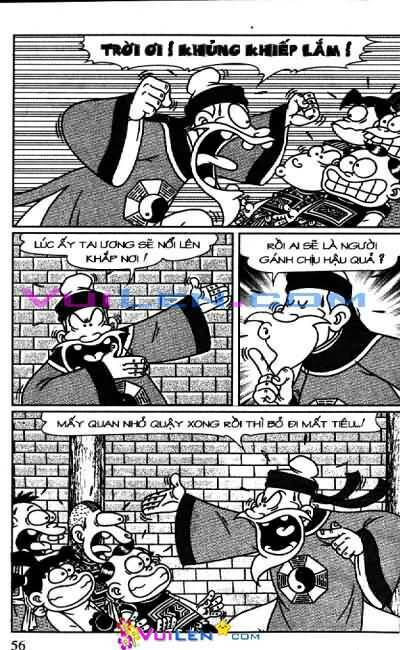 TRỜI ƠI! KHỦNG KHIẾP LẮM!
LÚC ẤY TAI ƯƠNG SẼ NỔI LÊN
KHẮP NƠI!
RỒI AI SẼ LÀ NGƯỜI
GÁNH CHỊU HẬU QUẢ?
VUILEN.COM
MẤY QUAN NHỎ QUẬY XONG RỒI THÌ BỎ ĐI MẤT TIÊU..!
56
VUILEN.COM